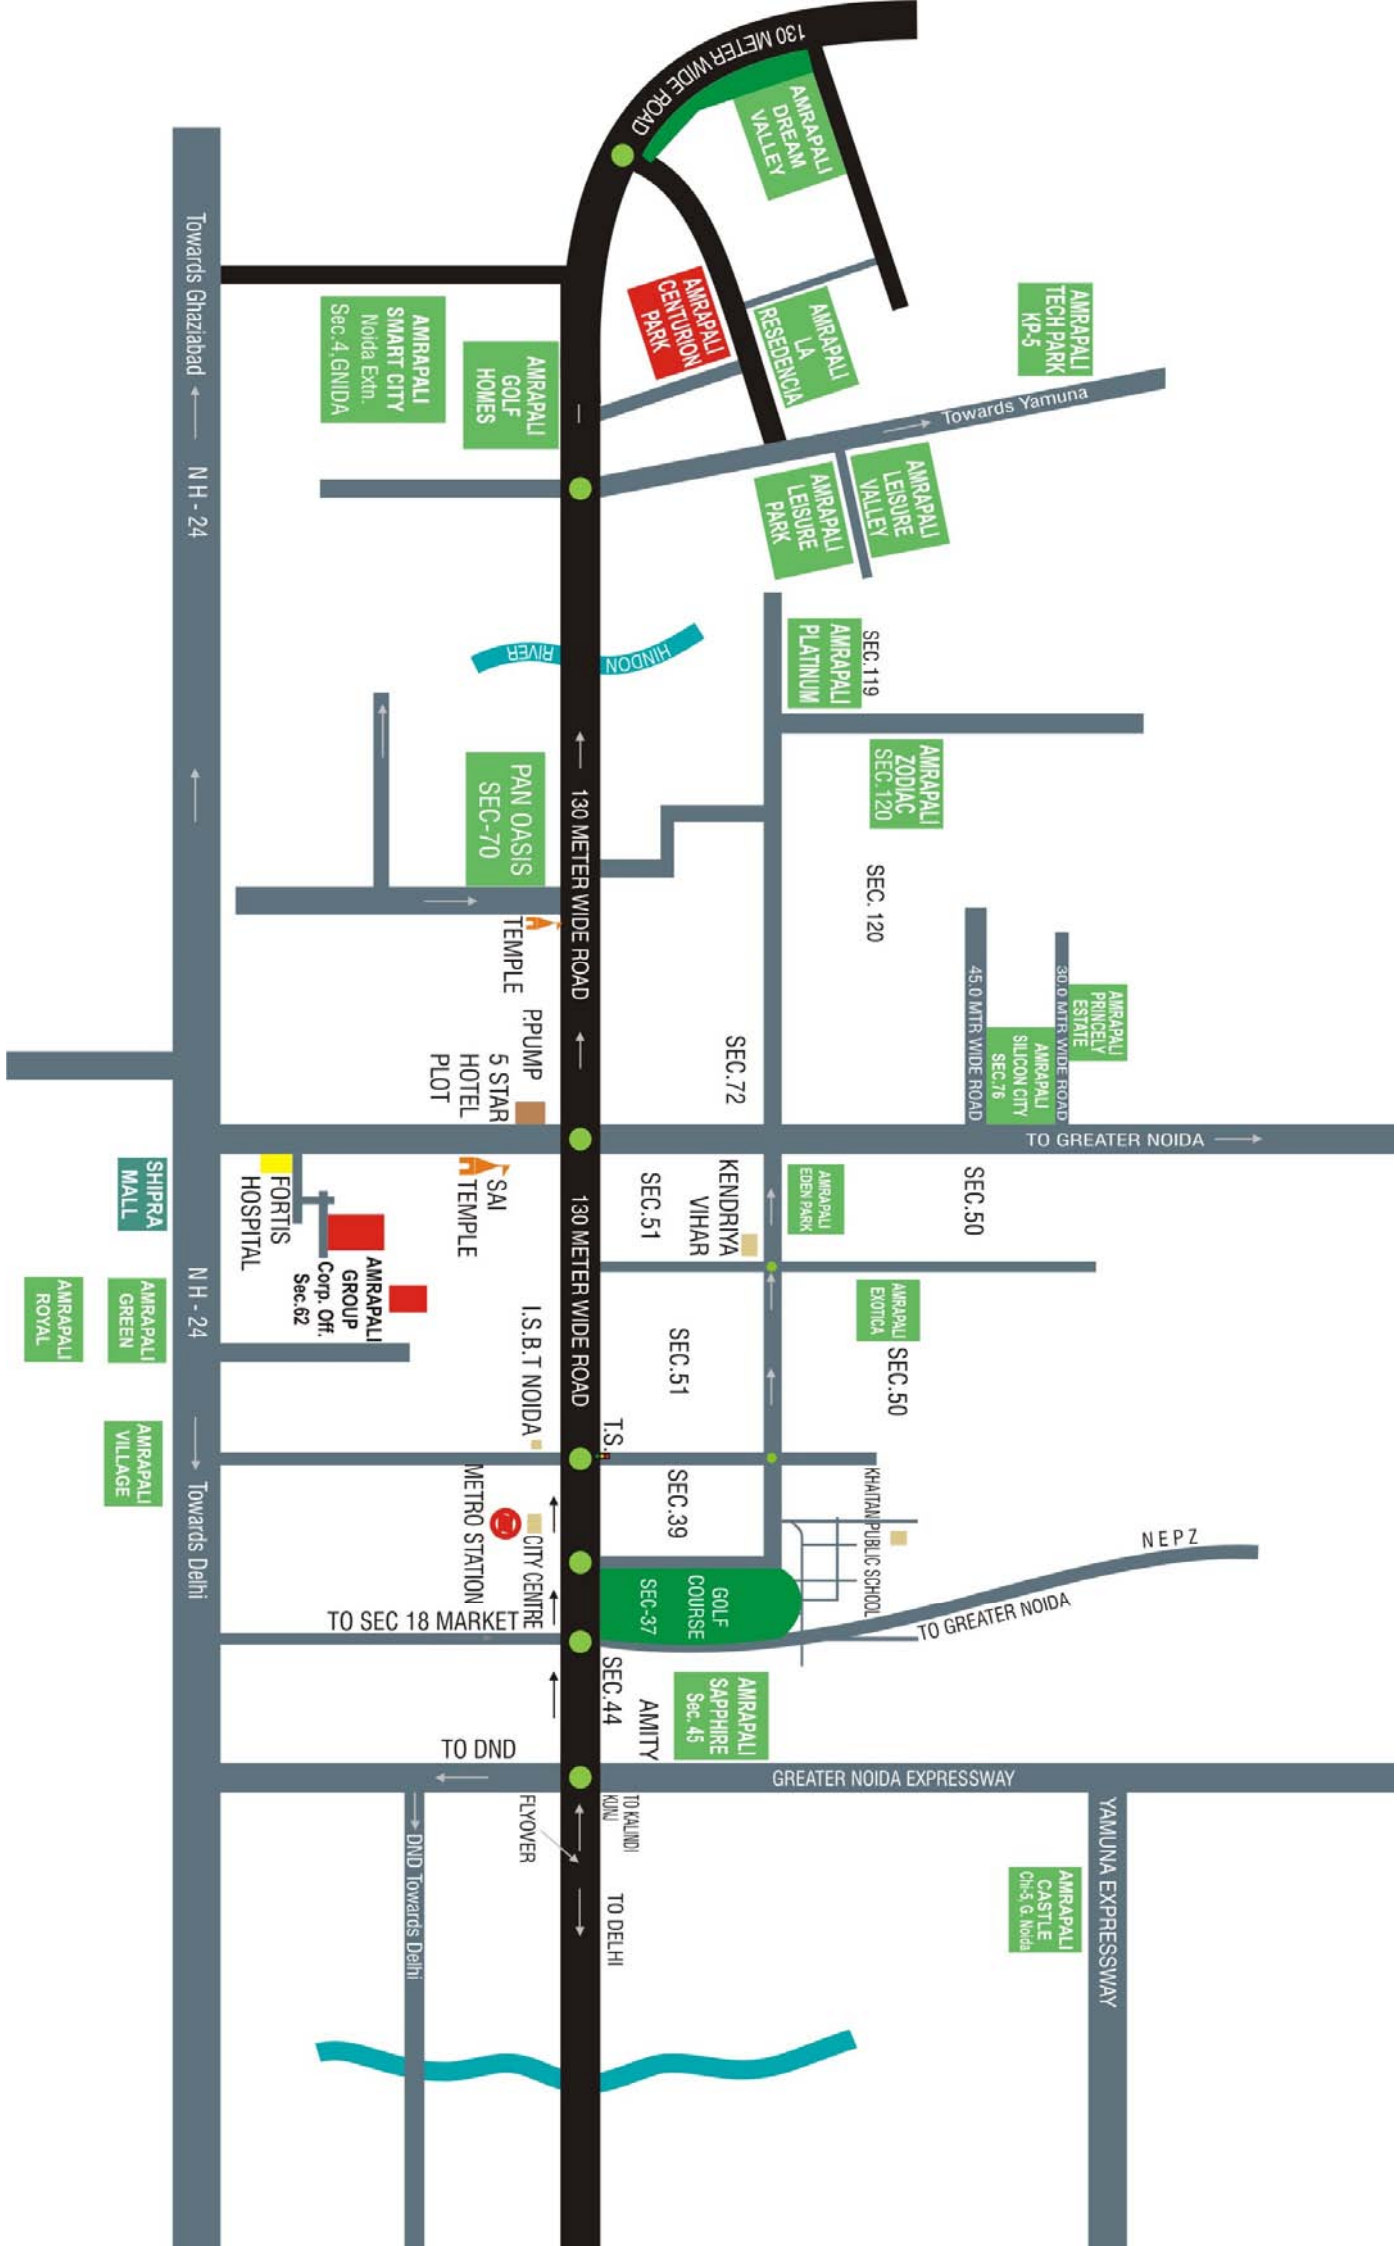 130 METER WIDE ROAD
AMRAPALI
DREAM
VALLEY
Towards Ghaziabad
N H - 24
AMRAPALI
SMART CITY
Noida Extn.
Sec.4,GNIDA
AMRAPALI
GOLF
HOMES
AMRAPALI
CENTURION
PARK
AMRAPALI
LA
RESEDENCIA
AMRAPALI
TECH PARK
KP-5
Towards Yamuna
AMRAPALI
LEISURE
VALLEY
AMRAPALI
LEISURE
PARK
HINDON
RIVER
SEC.119
AMRAPALI
PLATINUM
AMRAPALI
ZODIAC
SEC.120
PAN OASIS
SEC-70
130 METER WIDE ROAD
SEC. 120
TEMPLE
P.PUMP
5 STAR
HOTEL
PLOT
SEC.72
45.0 MTR WIDE ROAD
30.0 MTR WIDE ROAD
AMRAPALI
PRINCELY
ESTATE
AMRAPALI
SILICON CITY
SEC.76
TO GREATER NOIDA
SHIPRA
MALL
FORTIS
HOSPITAL
SAI
TEMPLE
SEC.51
KENDRIYA
VIHAR
AMRAPALI
EDEN PARK
SEC.50
AMRAPALI
GROUP
Corp. Off.
Sec.62
AMRAPALI
ROYAL
AMRAPALI
GREEN
N H - 24
130 METER WIDE ROAD
I.S.B.T NOIDA
SEC.51
AMRAPALI
EXOTICA
SEC.50
AMRAPALI
VILLAGE
Towards Delhi
T.S.
METRO STATION
CITY CENTRE
SEC.39
KHAITAN PUBLIC SCHOOL
N E P Z
GOLF
COURSE
SEC-37
TO GREATER NOIDA
TO SEC 18 MARKET
SEC.44
AMITY
AMRAPALI
SAPPHIRE
Sec. 45
TO DND
GREATER NOIDA EXPRESSWAY
FLYOVER
TO KALINDI
KUNJ
DND Towards Delhi
TO DELHI
AMRAPALI
CASTLE
Chi-5, G. Noida
YAMUNA EXPRESSWAY